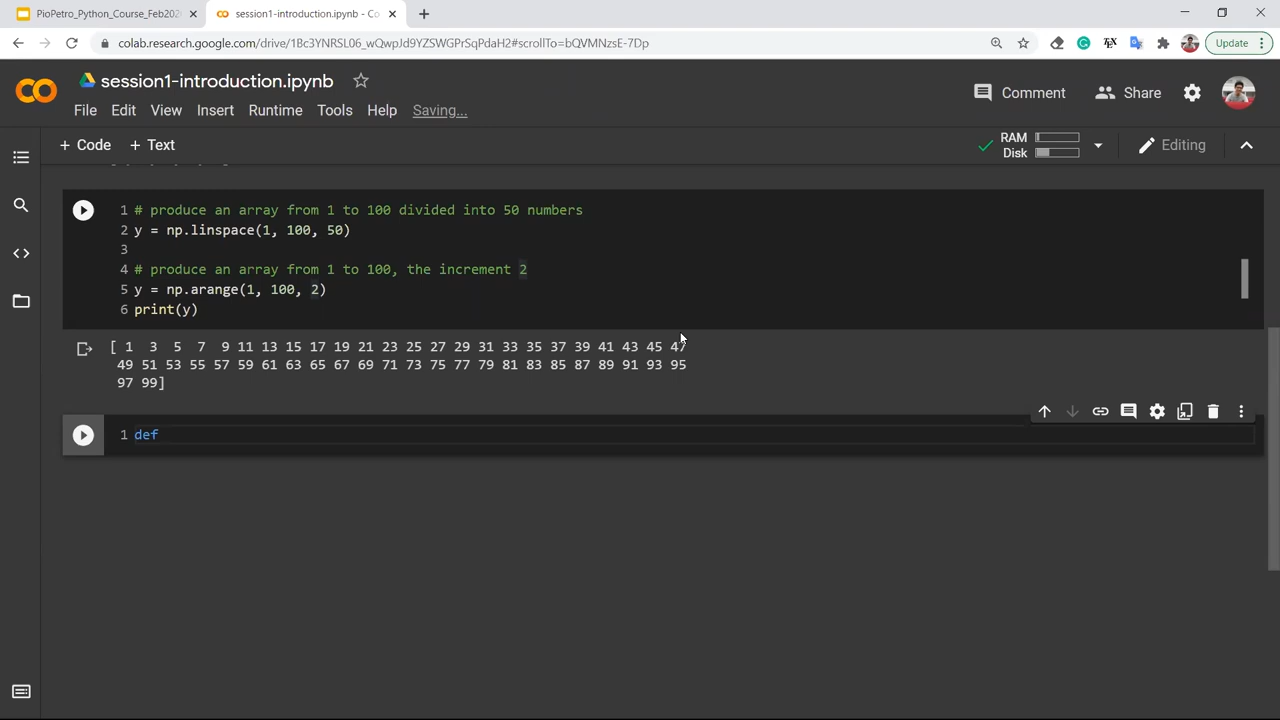 PioPetro_Python_Course_Feb202
session1-introduction.ipynb - Co
colab.research.google.com/drive/1Bc3YNRSL06_wQwpJd9YZSWGPrSqPdaH2#scrollTo=bQVMNzsE-7Dp
Update
session1-introduction.ipynb
Comment
Share
File Edit View Insert Runtime Tools Help Saving...
+ Code + Text
RAM
Disk
Editing
1 # produce an array from 1 to 100 divided into 50 numbers
2 y = np.linspace(1, 100, 50)
3
4 # produce an array from 1 to 100, the increment 2
5 y = np.arange(1, 100, 2)
6 print(y)
[ 1 3 5 7 9 11 13 15 17 19 21 23 25 27 29 31 33 35 37 39 41 43 45 47
49 51 53 55 57 59 61 63 65 67 69 71 73 75 77 79 81 83 85 87 89 91 93 95
97 99]
1 def